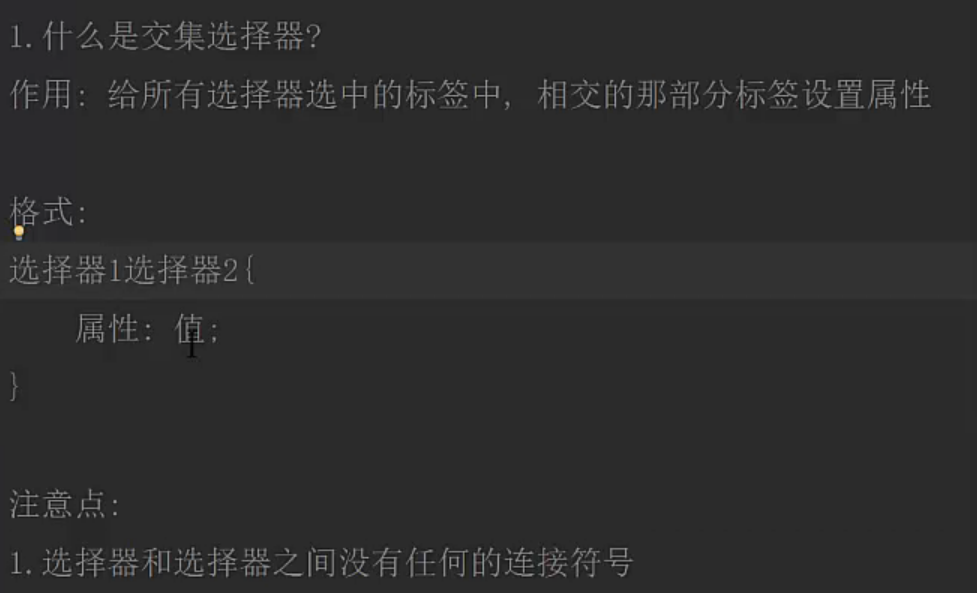 1.什么是交集选择器?
作用: 给所有选择器选中的标签中, 相交的那部分标签设置属性
格式:
选择器1选择器2{
属性: 值;
}
注意点:
1.选择器和选择器之间没有任何的连接符号